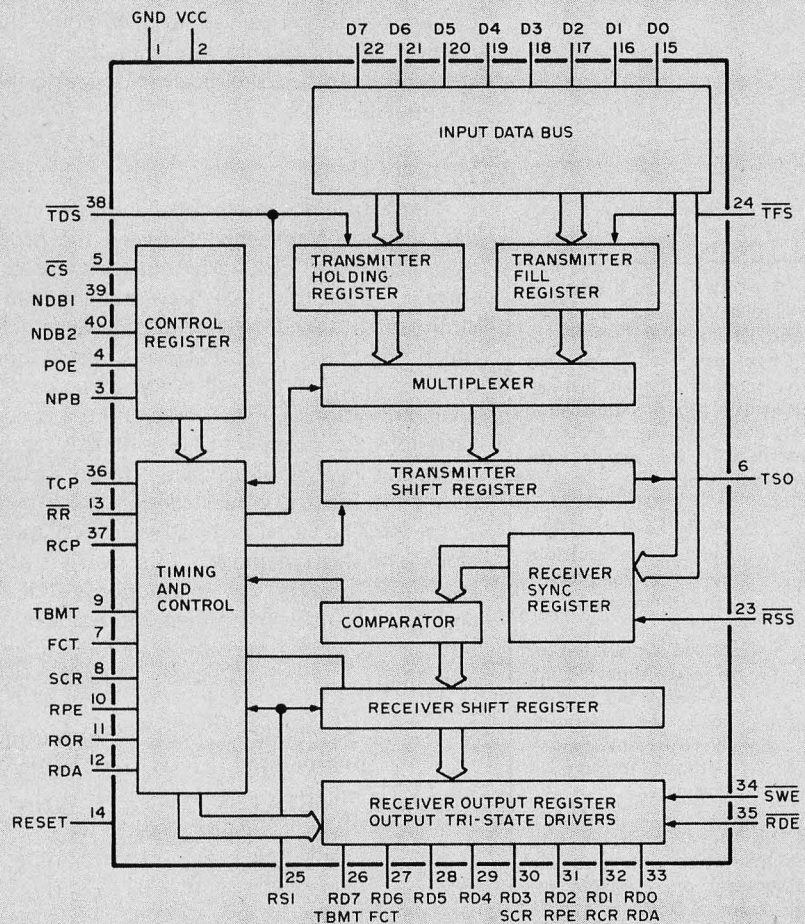 GND VCC
1 2
D7 D6 D5 D4 D3 D2 D1 D0
22 21 20 19 18 17 16 15
INPUT DATA BUS
TDS 38
24 TFS
CS 5
NDB1 39
NDB2 40
POE 4
NPB 3
CONTROL
REGISTER
TRANSMITTER
HOLDING
REGISTER
TRANSMITTER
FILL
REGISTER
MULTIPLEXER
TCP 36
RR 13
RCP 37
TRANSMITTER
SHIFT REGISTER
6 TSO
TIMING
AND
CONTROL
RECEIVER
SYNC
REGISTER
TBMT 9
FCT 7
SCR 8
RPE 10
ROR 11
RDA 12
COMPARATOR
23 RSS
RECEIVER SHIFT REGISTER
RECEIVER OUTPUT REGISTER
OUTPUT TRI-STATE DRIVERS
34 SWE
35 RDE
RESET 14
25 26 27 28 29 30 31 32 33
RSI RD7 RD6 RD5 RD4 RD3 RD2 RD1 RD0
TBMT FCT SCR RPE RCR RDA